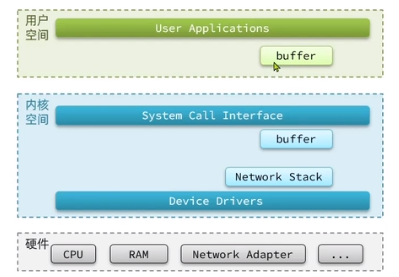 用户
空间
User Applications
buffer
内核
空间
System Call Interface
buffer
Network Stack
Device Drivers
硬件
CPU RAM Network Adapter ...